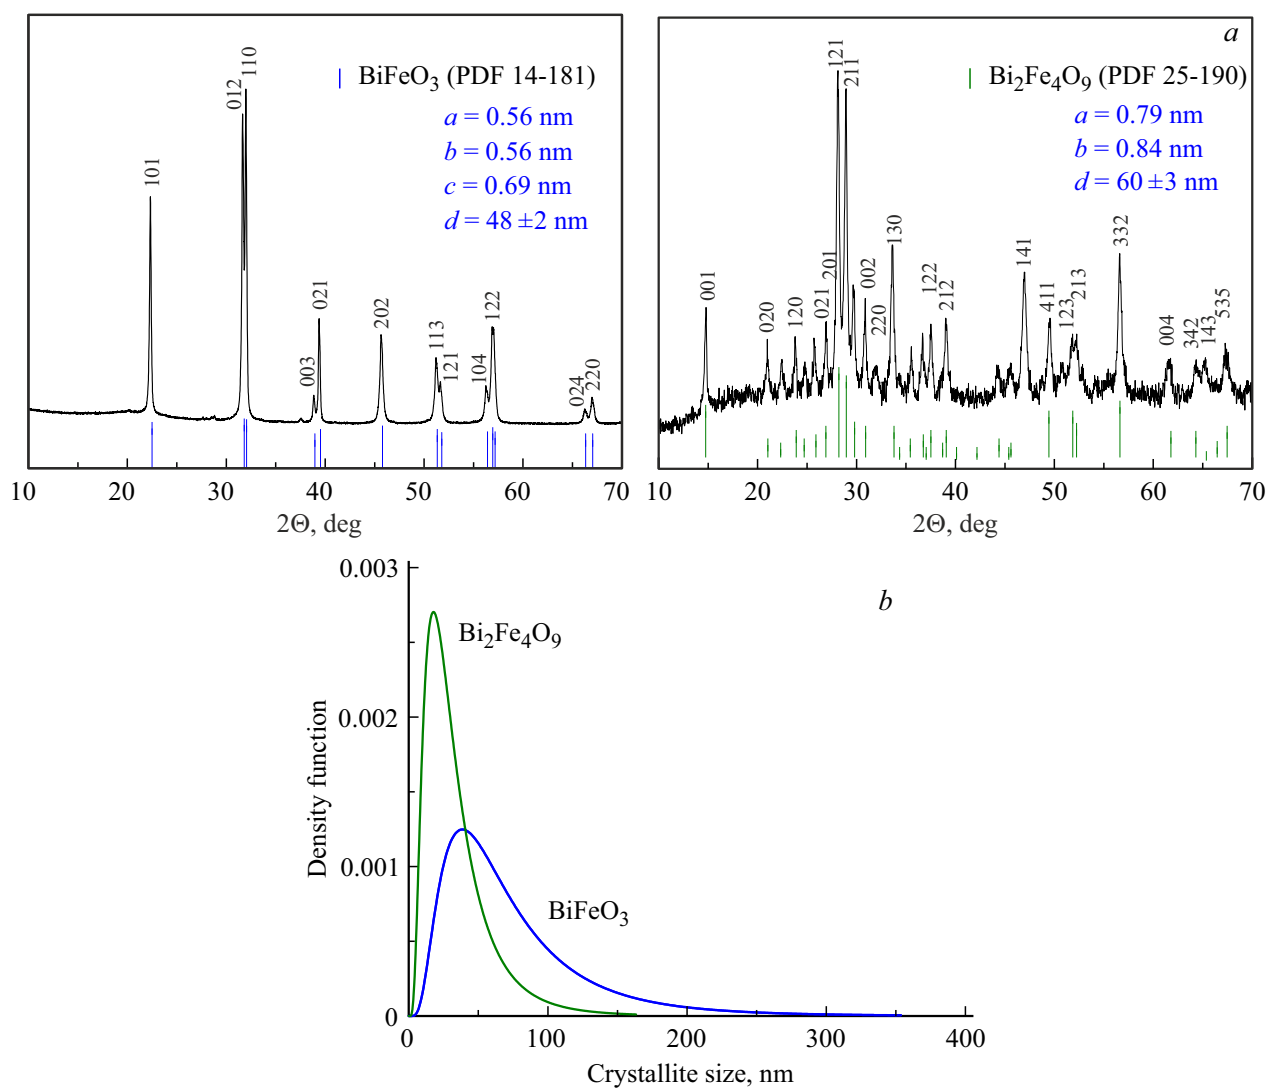 BiFeO3 (PDF 14-181)
a = 0.56 nm
b = 0.56 nm
c = 0.69 nm
d = 48 ±2 nm
101
012
110
003
021
202
113
121
104
122
024
220
10 20 30 40 50 60 70
2Θ, deg
a
Bi2Fe4O9 (PDF 25-190)
a = 0.79 nm
b = 0.84 nm
d = 60 ±3 nm
001
020
120
021
201
121
211
002
220
130
122
212
141
411
123
213
332
004
342
143
535
10 20 30 40 50 60 70
2Θ, deg
b
0.003
0.002
0.001
0
Density function
Bi2Fe4O9
BiFeO3
0 100 200 300 400
Crystallite size, nm